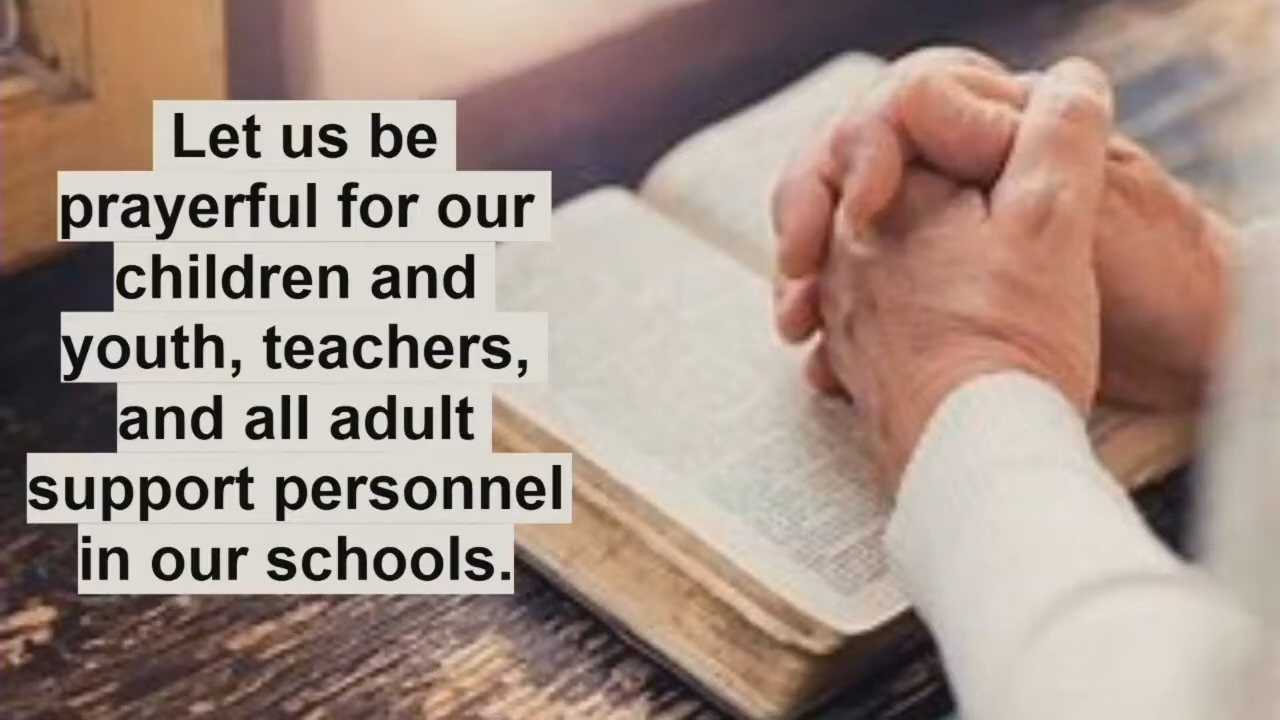 Let us be
prayerful for our
children and
youth, teachers,
and all adult
support personnel
in our schools.